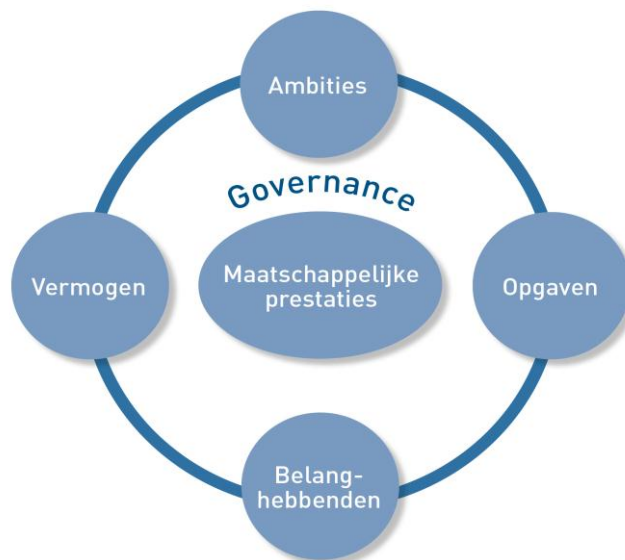 Ambities
Governance
Vermogen
Maatschappelijke
prestaties
Opgaven
Belang-
hebbenden